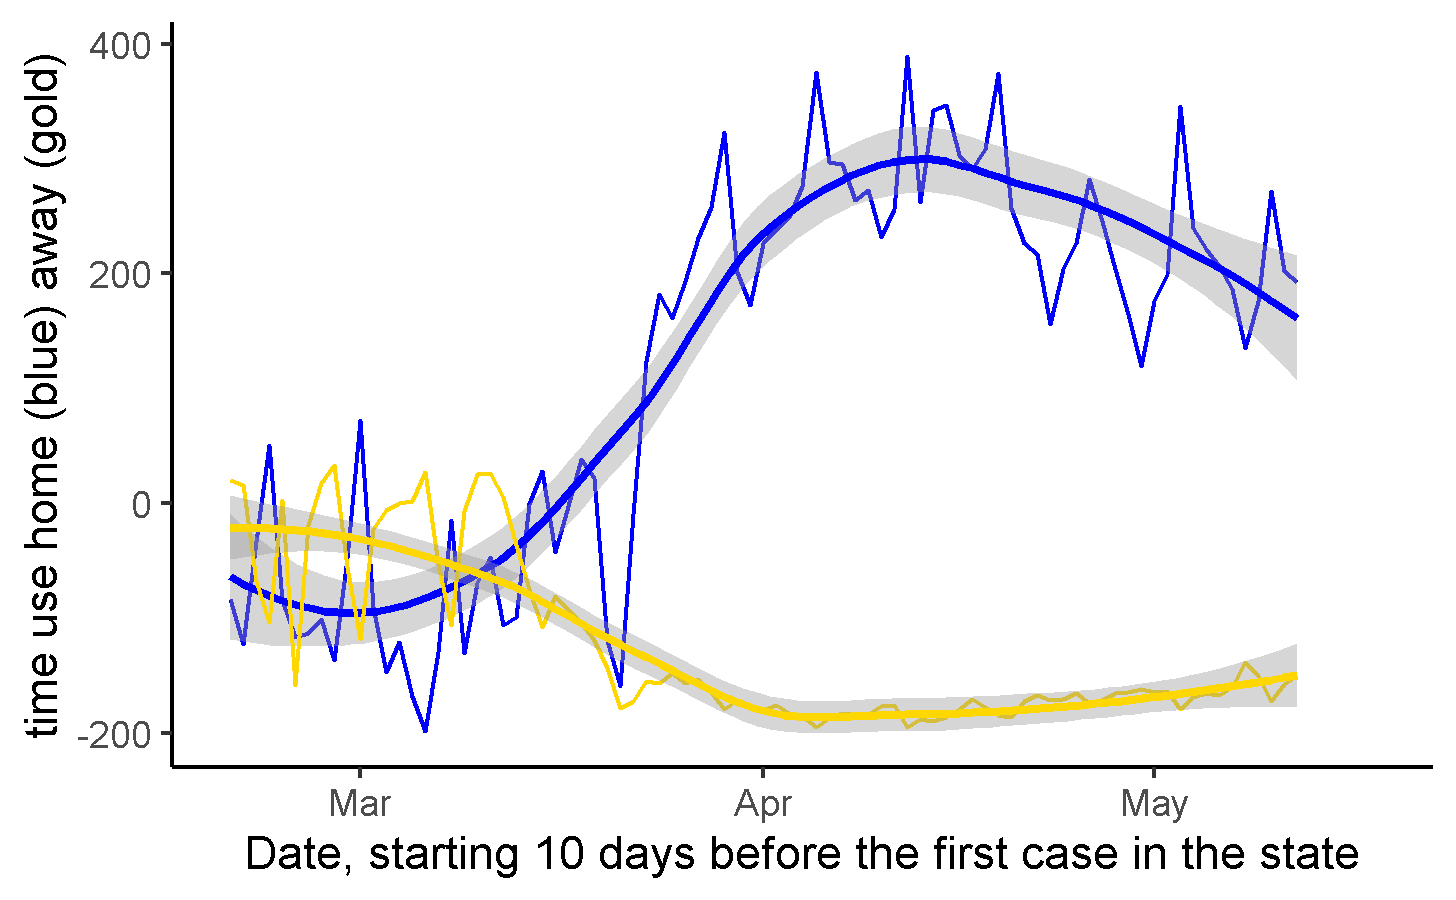 time use home (blue) away (gold)
400
200
0
-200
Mar Apr May
Date, starting 10 days before the first case in the state